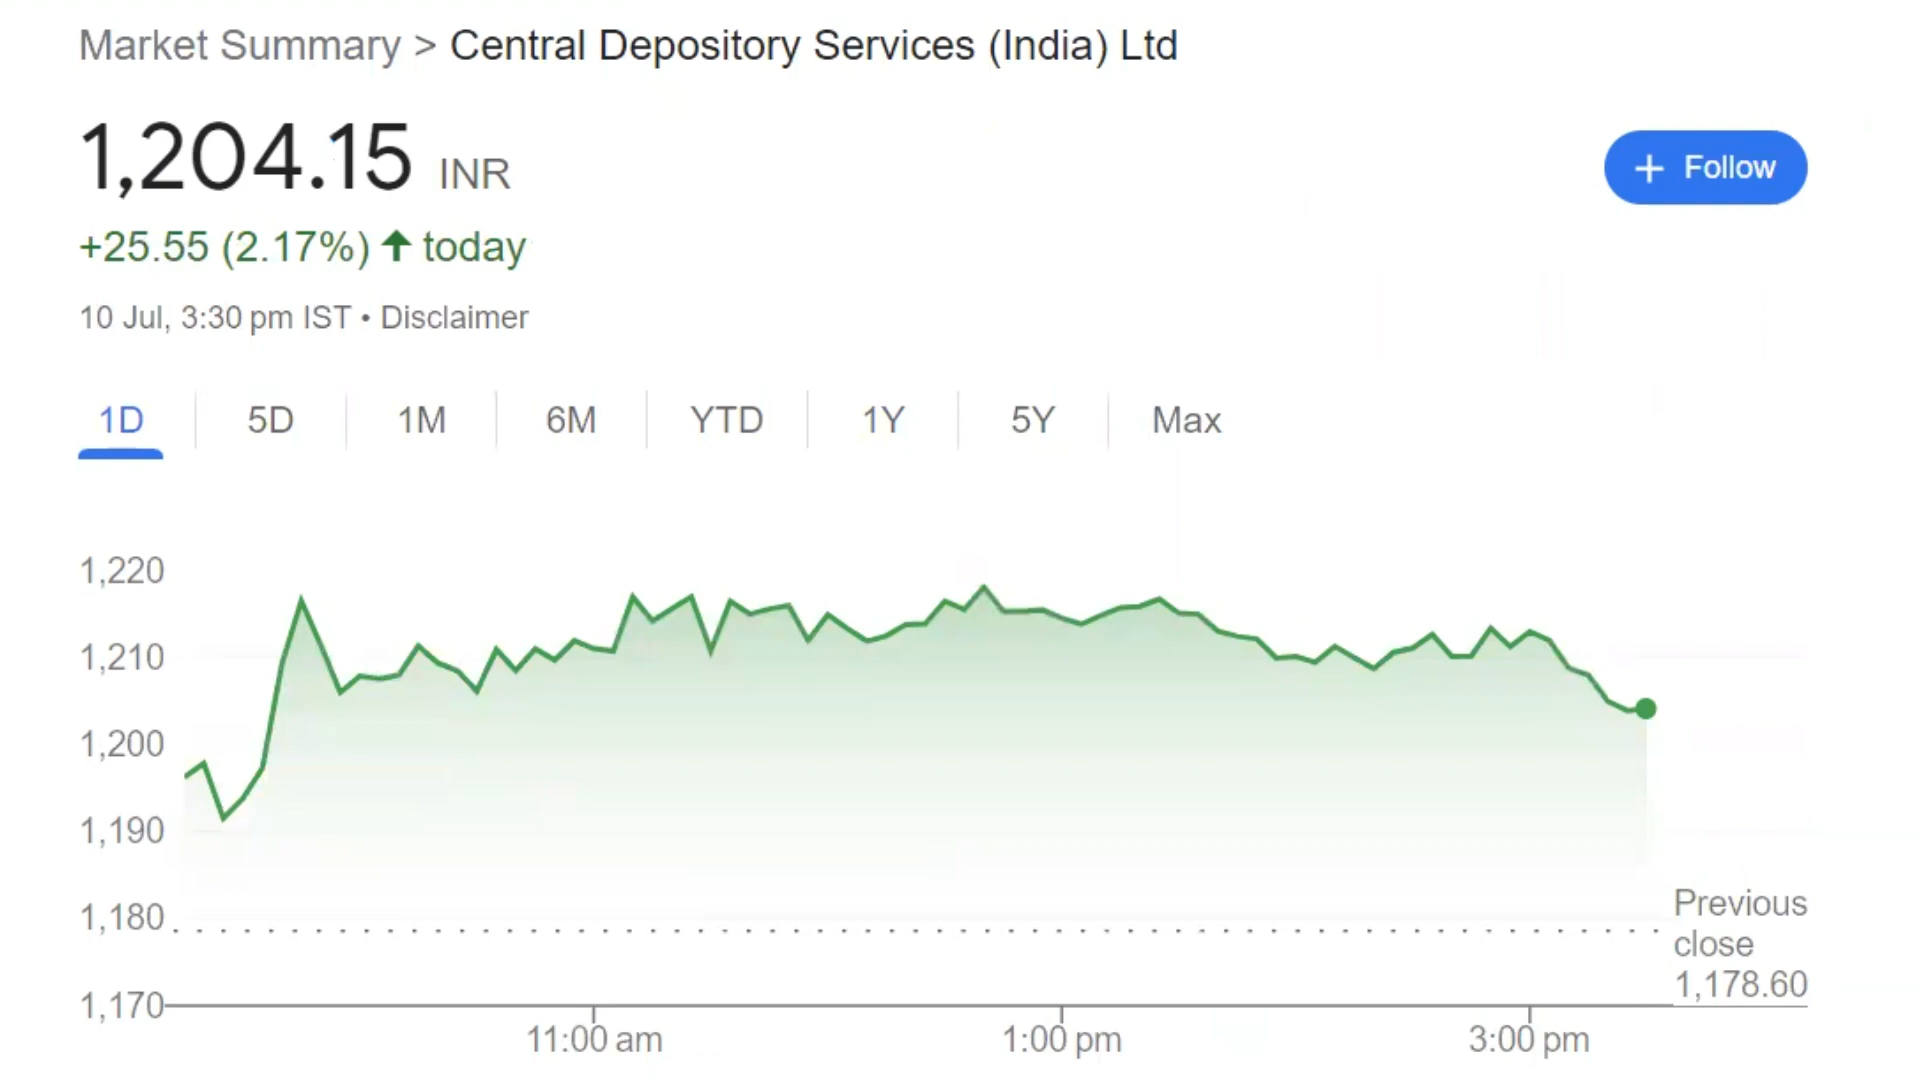 Market Summary > Central Depository Services (India) Ltd
1,204.15 INR
+ Follow
+25.55 (2.17%) ↑ today
10 Jul, 3:30 pm IST • Disclaimer
1D 5D 1M 6M YTD 1Y 5Y Max
1,220
1,210
1,200
1,190
1,180
1,170
Previous
close
1,178.60
11:00 am 1:00 pm 3:00 pm